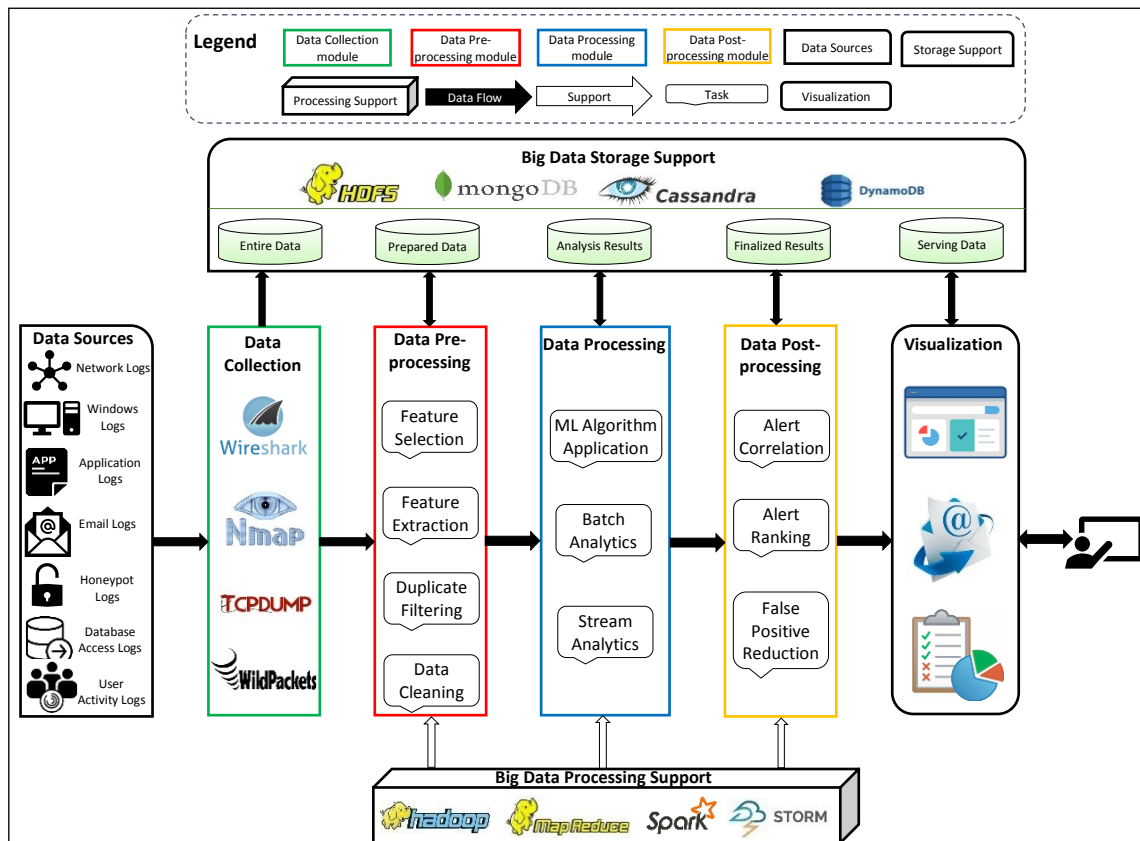 Legend
Data Collection
module
Data Pre-
processing module
Data Processing
module
Data Post-
processing module
Data Sources
Storage Support
Processing Support
Data Flow
Support
Task
Visualization
Big Data Storage Support
HDFS
mongoDB
Cassandra
DynamoDB
Entire Data
Prepared Data
Analysis Results
Finalized Results
Serving Data
Data Sources
Network Logs
Windows
Logs
APP
Application
Logs
@
Email Logs
Honeypot
Logs
Database
Access Logs
User
Activity Logs
Data
Collection
Wireshark
Nmap
TCPDUMP
WildPackets
Data Pre-
processing
Feature
Selection
Feature
Extraction
Duplicate
Filtering
Data
Cleaning
Data Processing
ML Algorithm
Application
Batch
Analytics
Stream
Analytics
Data Post-
processing
Alert
Correlation
Alert
Ranking
False
Positive
Reduction
Visualization
@
Big Data Processing Support
hadoop
Map Reduce
Spark
STORM